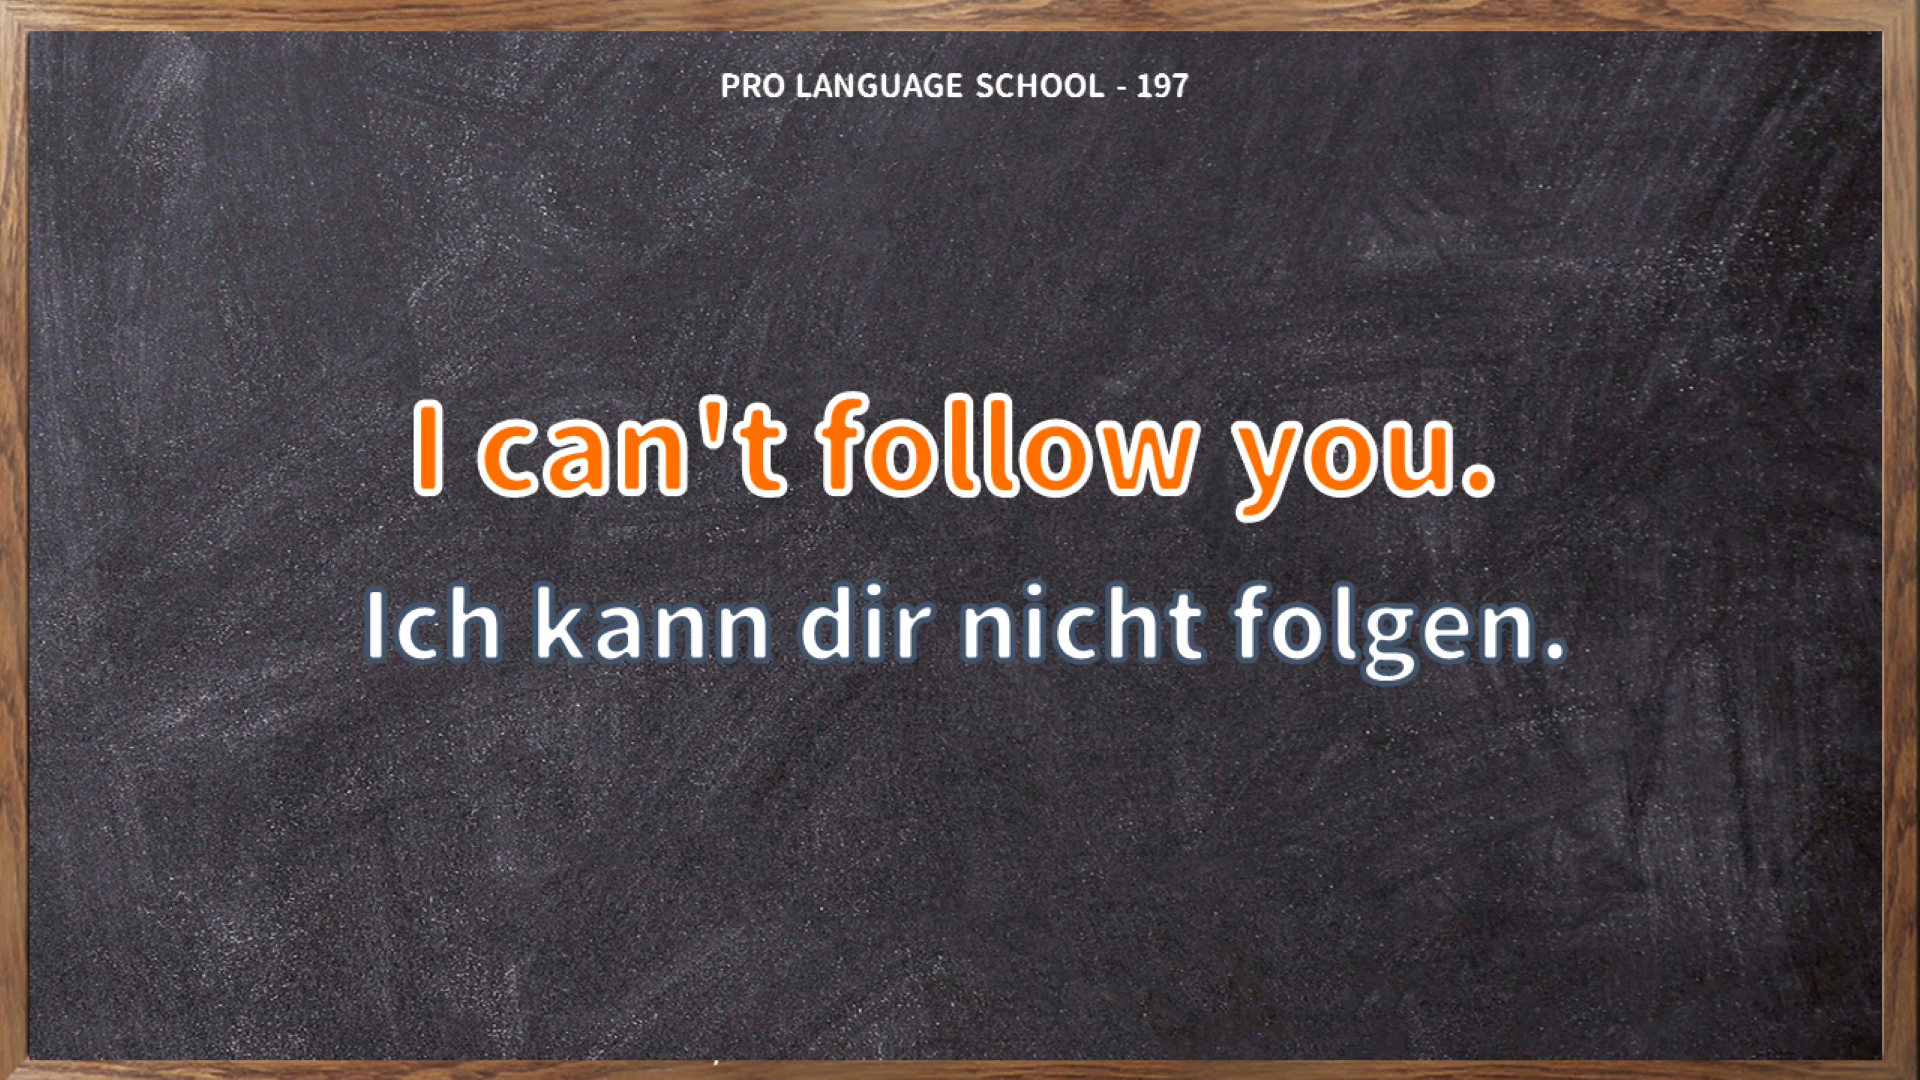 PRO LANGUAGE SCHOOL - 197
I can't follow you.
Ich kann dir nicht folgen.